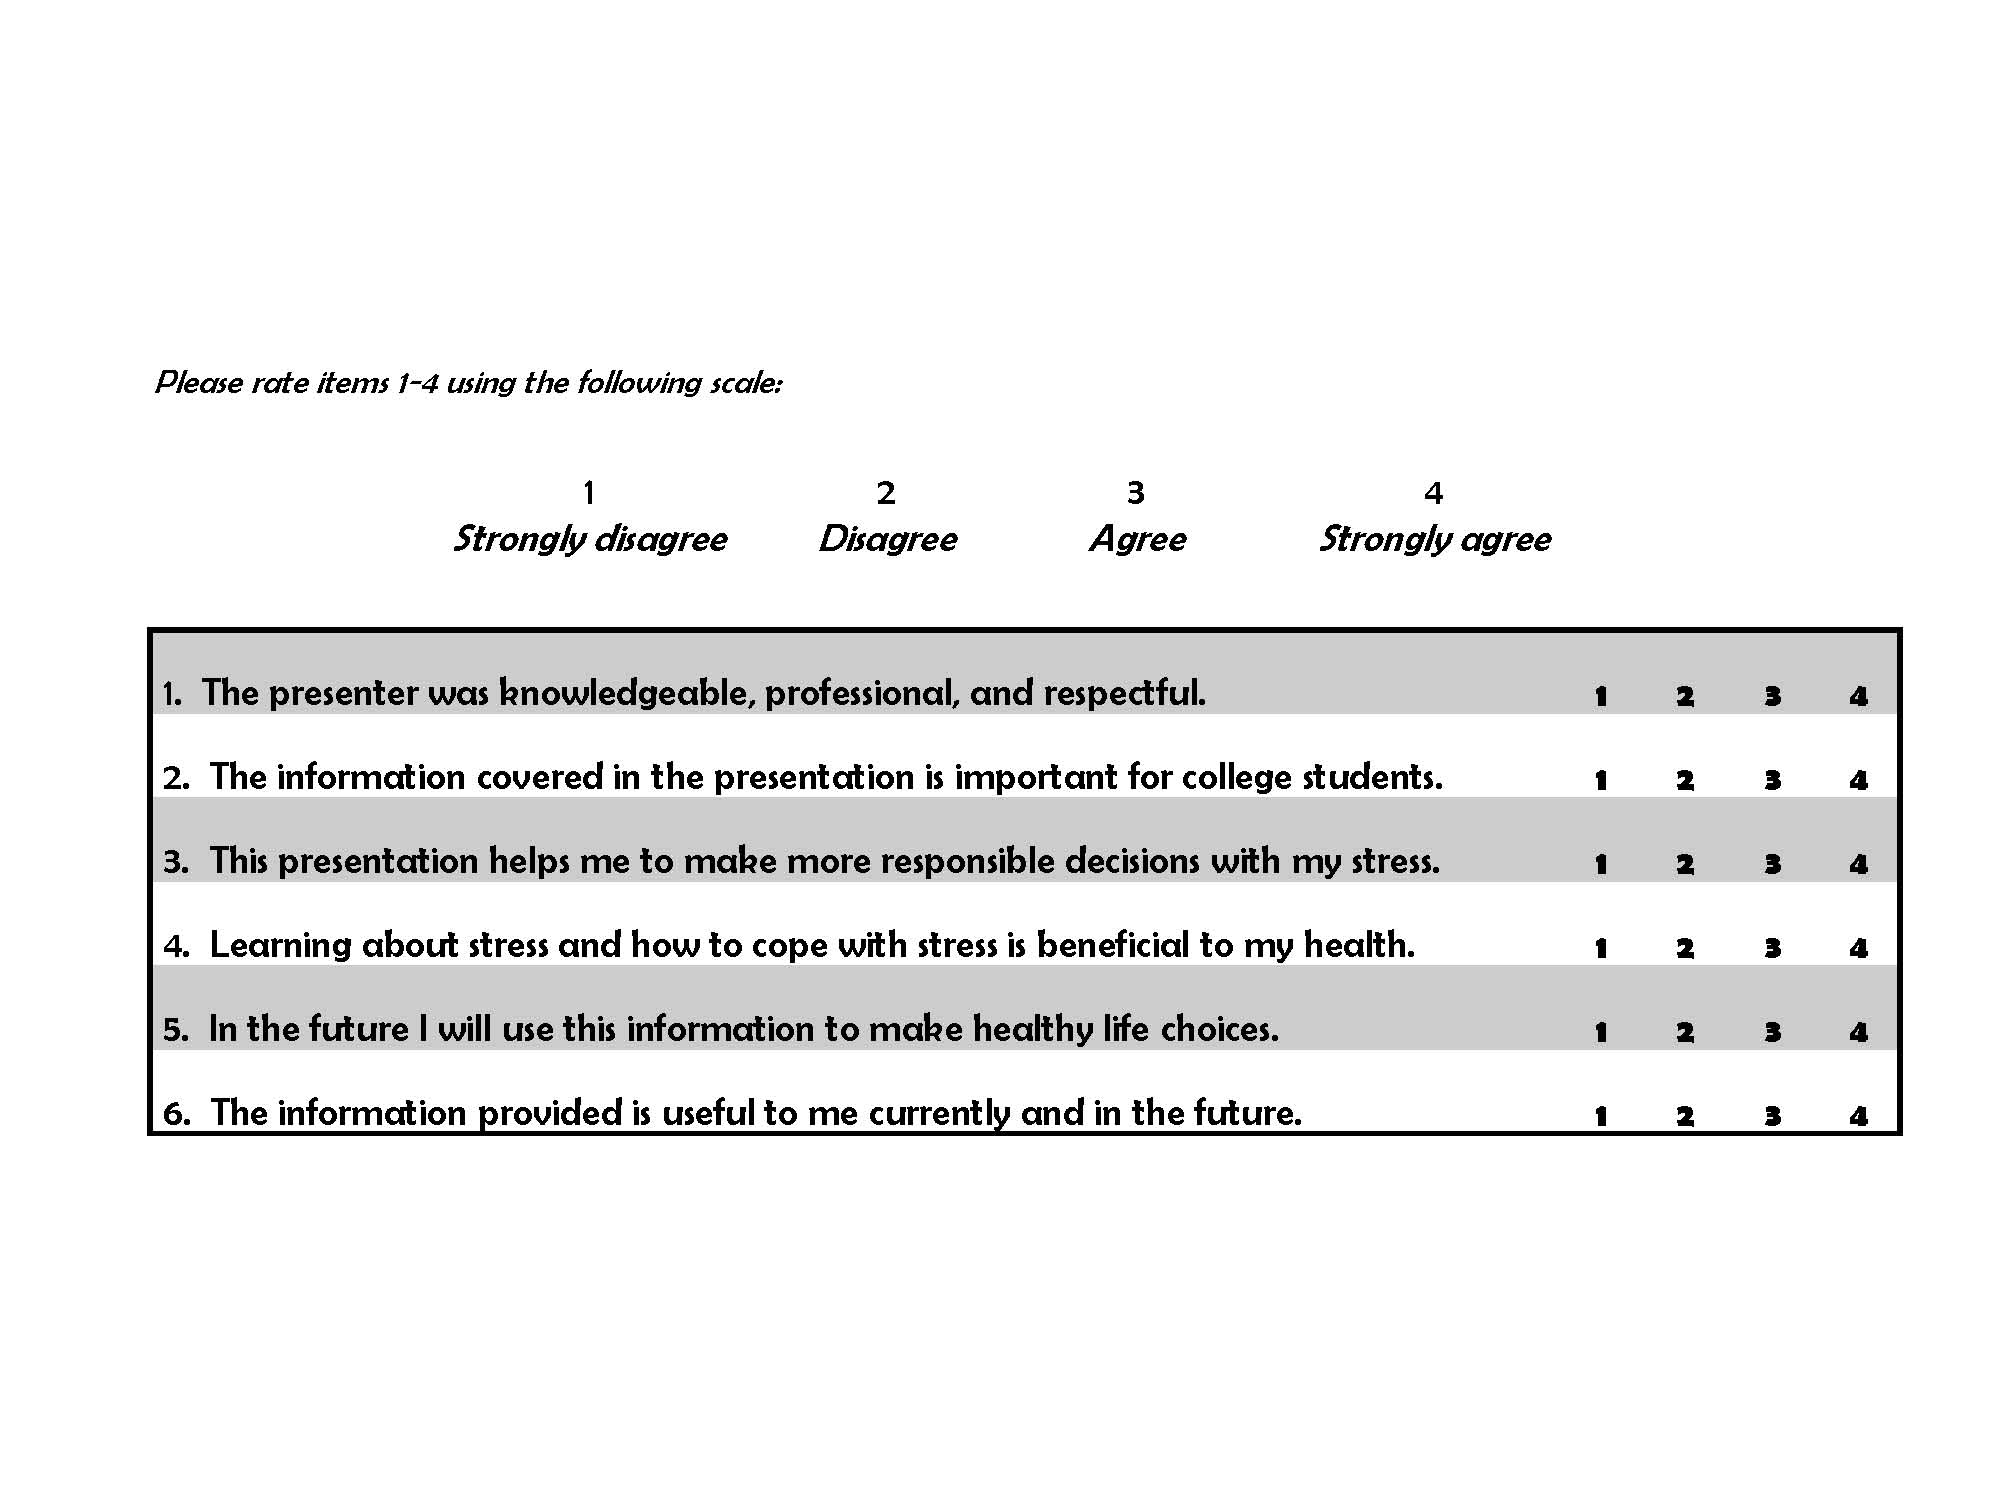 Please rate items 1-4 using the following scale:
1 2 3 4
Strongly disagree Disagree Agree Strongly agree
1. The presenter was knowledgeable, professional, and respectful. 1 2 3 4
2. The information covered in the presentation is important for college students. 1 2 3 4
3. This presentation helps me to make more responsible decisions with my stress. 1 2 3 4
4. Learning about stress and how to cope with stress is beneficial to my health. 1 2 3 4
5. In the future I will use this information to make healthy life choices. 1 2 3 4
6. The information provided is useful to me currently and in the future. 1 2 3 4